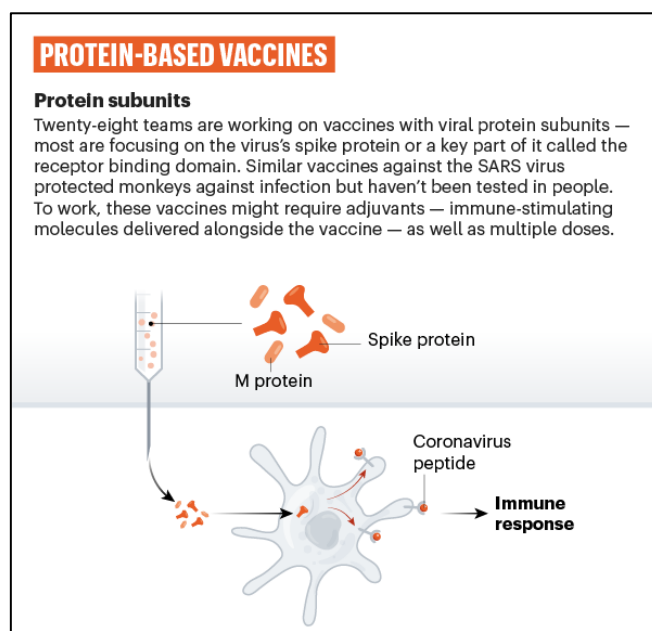 PROTEIN-BASED VACCINES
Protein subunits
Twenty-eight teams are working on vaccines with viral protein subunits —
most are focusing on the virus’s spike protein or a key part of it called the
receptor binding domain. Similar vaccines against the SARS virus
protected monkeys against infection but haven’t been tested in people.
To work, these vaccines might require adjuvants — immune-stimulating
molecules delivered alongside the vaccine — as well as multiple doses.
Spike protein
M protein
Coronavirus
peptide
Immune
response